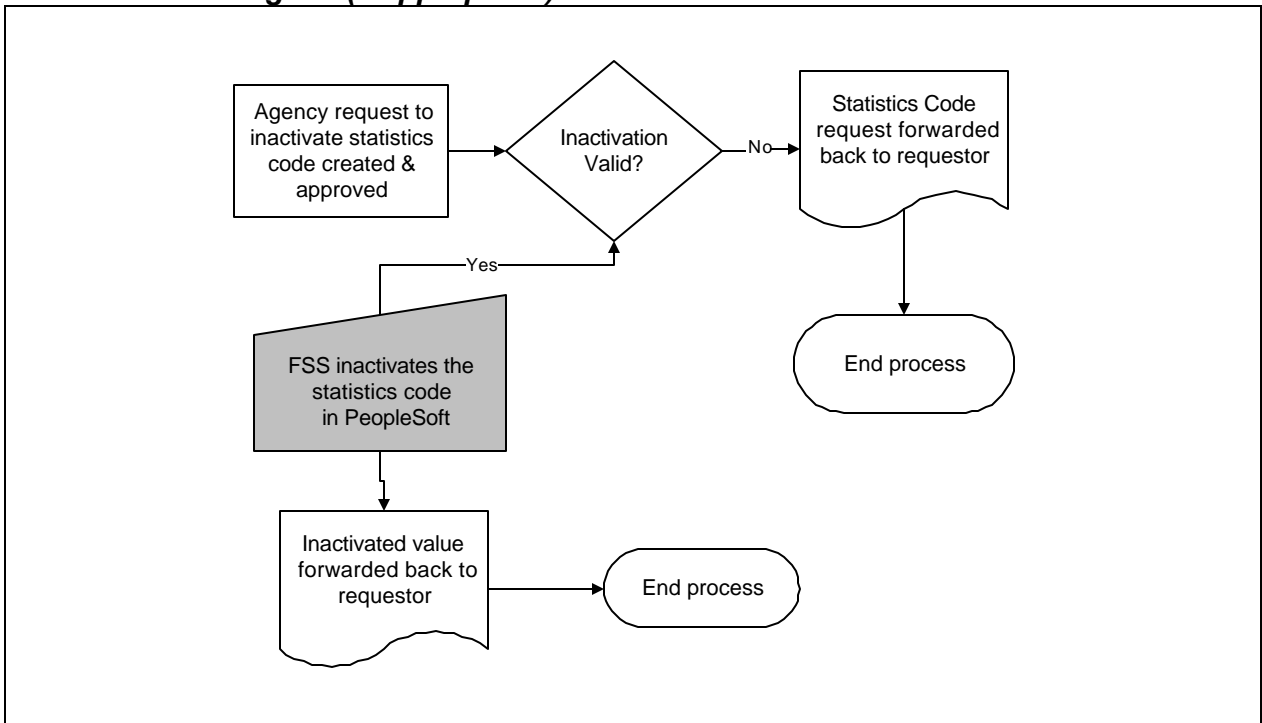 Agency request to
inactivate statistics
code created &
approved
Inactivation
Valid?
No
Statistics Code
request forwarded
back to requestor
End process
Yes
FSS inactivates the
statistics code
in PeopleSoft
Inactivated value
forwarded back to
requestor
End process